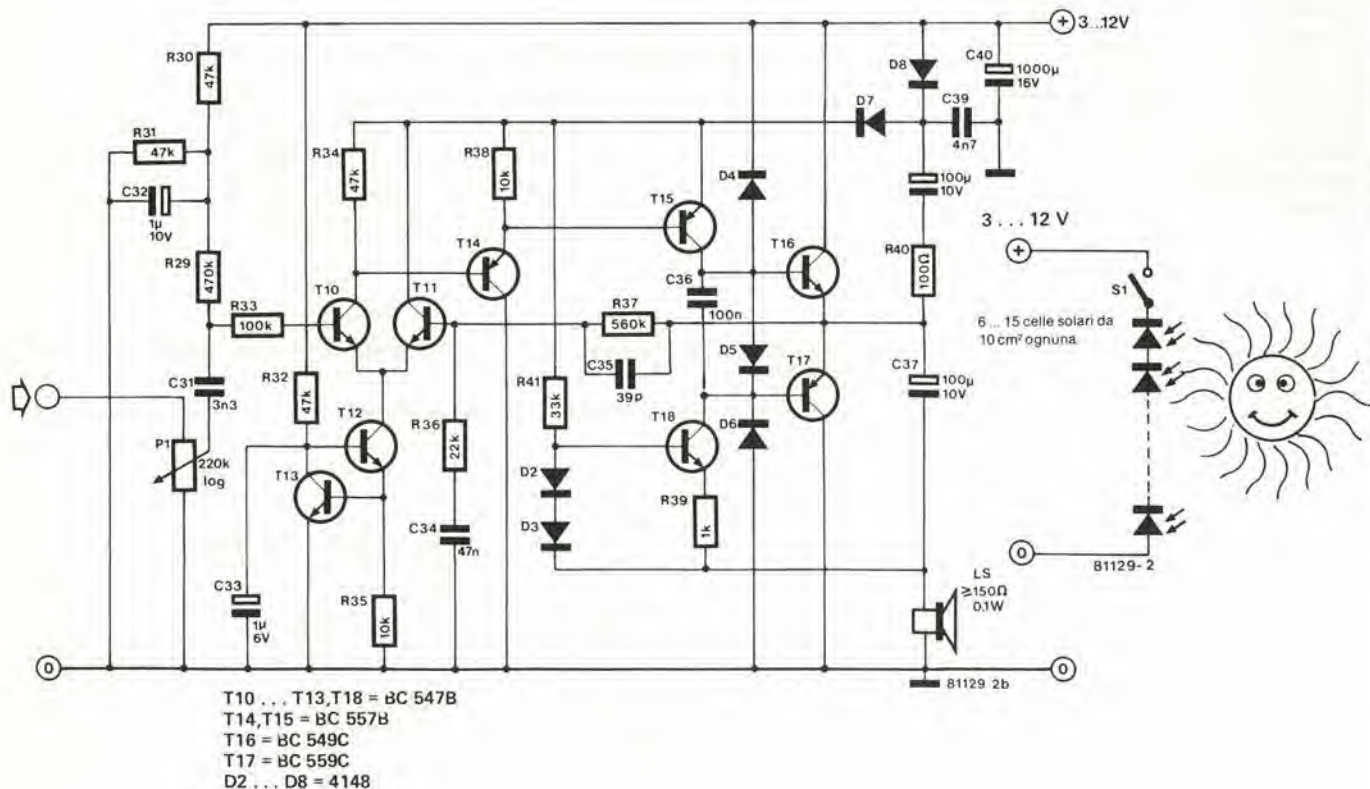 + 3...12V
R30
47k
R31
47k
C32
1µ
10V
R29
470k
R33
100k
C31
3n3
P1
220k
log
R32
47k
C33
1µ
6V
R34
47k
T10
T11
T12
T13
R35
10k
R36
22k
C34
47n
R38
10k
T14
R37
560k
C35
39p
R41
33k
D2
D3
T15
C36
100n
T18
R39
1k
D4
D5
D6
T16
T17
D7
D8
C39
4n7
C40
1000µ
16V
100µ
10V
R40
100Ω
C37
100µ
10V
LS
≥150Ω
0,1W
0
0
81129 2b
3 ... 12 V
+
S1
6 ... 15 celle solari da
10 cm² ognuna
0
81129-2
T10 ... T13,T18 = BC 547B
T14,T15 = BC 557B
T16 = BC 549C
T17 = BC 559C
D2 ... D8 = 4148